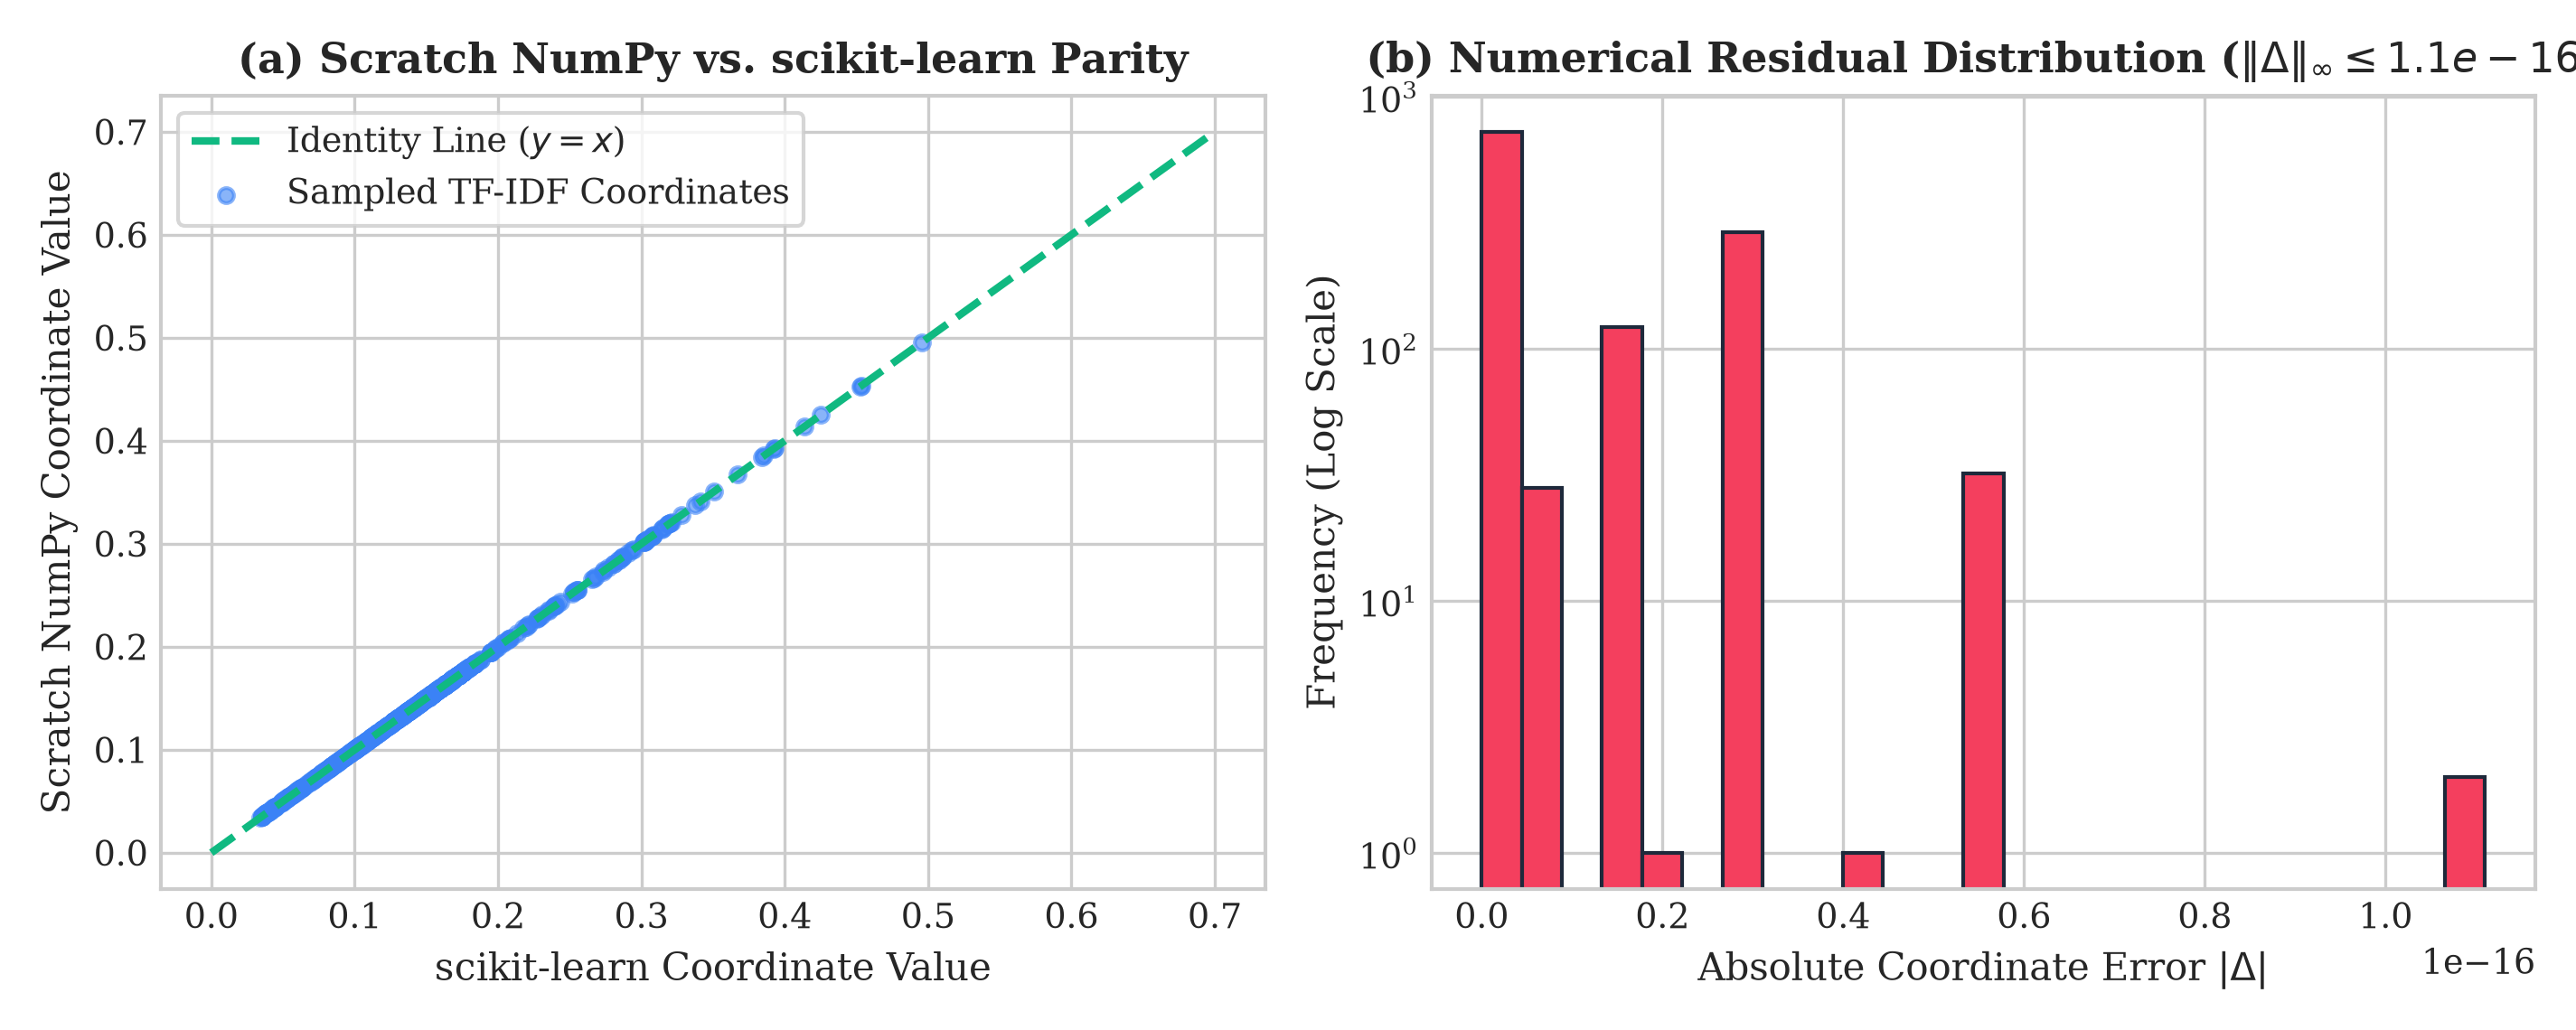 (a) Scratch NumPy vs. scikit-learn Parity
Scratch NumPy Coordinate Value
0.7
0.6
0.5
0.4
0.3
0.2
0.1
0.0
Identity Line (y = x)
Sampled TF-IDF Coordinates
0.0 0.1 0.2 0.3 0.4 0.5 0.6 0.7
scikit-learn Coordinate Value
(b) Numerical Residual Distribution (‖Δ‖∞ ≤ 1.1e − 16
Frequency (Log Scale)
10³
10²
10¹
10⁰
0.0 0.2 0.4 0.6 0.8 1.0
1e−16
Absolute Coordinate Error |Δ|